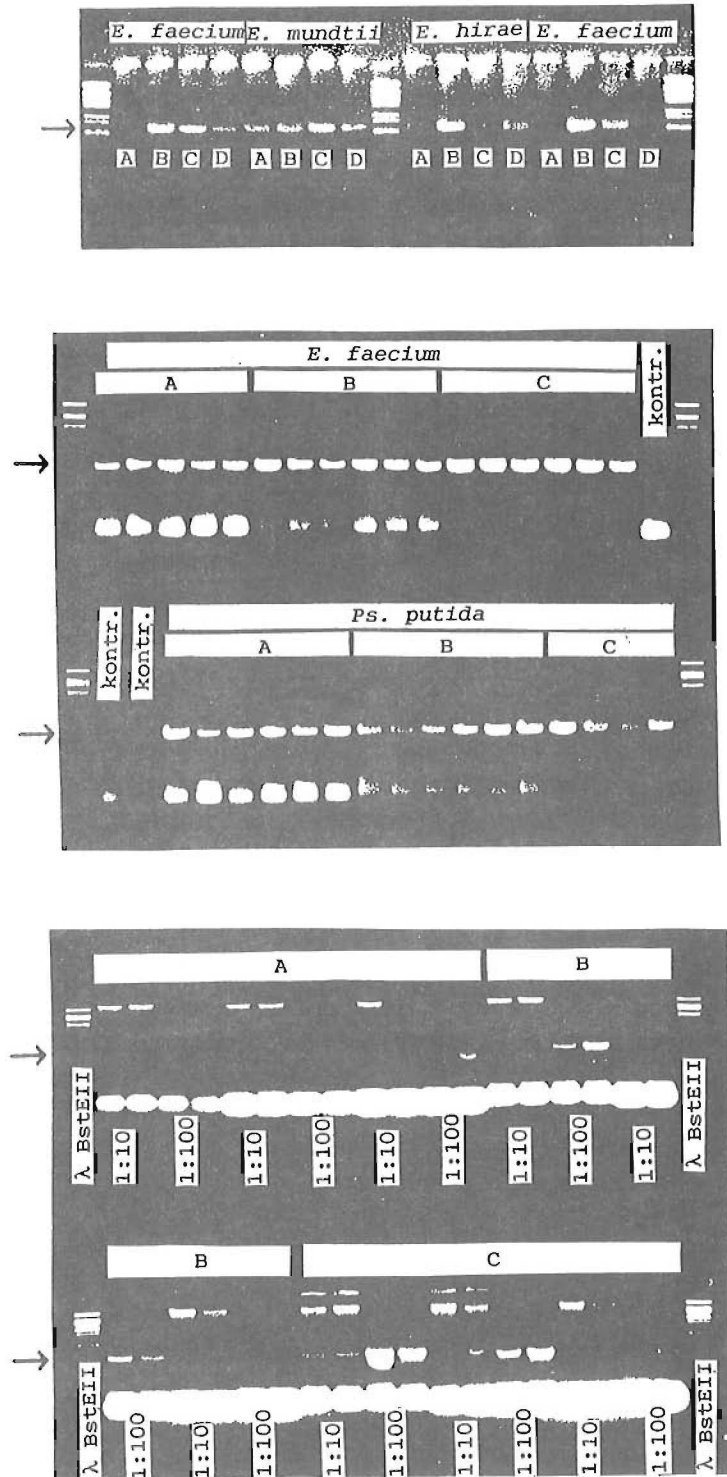 E. faecium E. mundtii E. hirae E. faecium
A B C D A B C D A B C D A B C D
E. faecium
A B C kontr.
kontr. kontr. Ps. putida
A B C
A B
λ BstEII 1:10 1:100 1:10 1:100 1:10 1:100 1:10 1:100 1:10 λ BstEII
B C
λ BstEII 1:100 1:10 1:100 1:10 1:100 1:10 1:100 1:10 1:100 λ BstEII